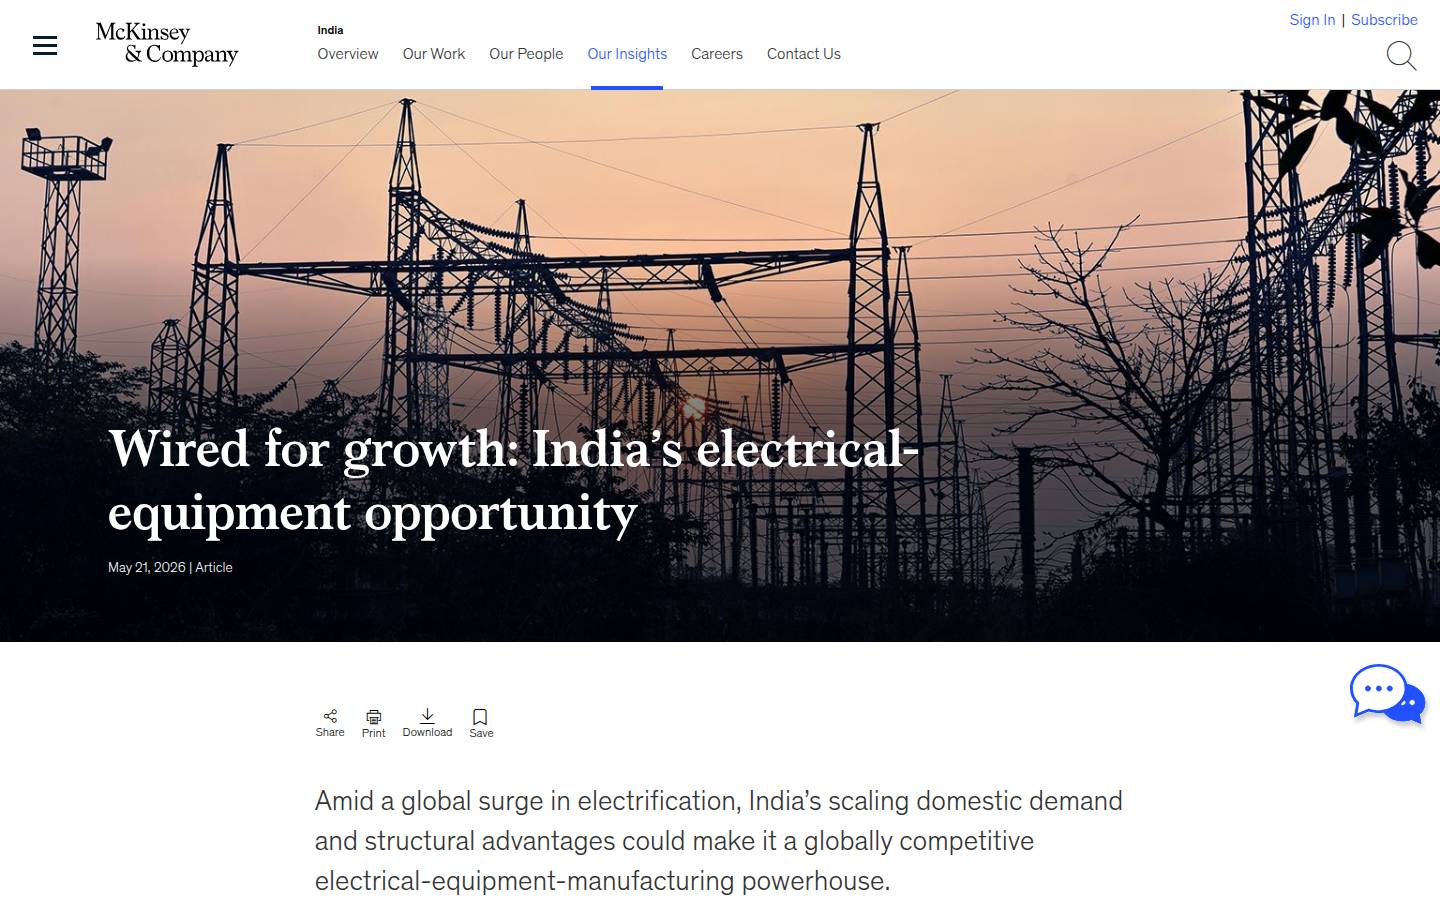 McKinsey
& Company
India
Overview
Our Work
Our People
Our Insights
Careers
Contact Us
Sign In | Subscribe
Wired for growth: India’s electrical-
equipment opportunity
May 21, 2026 | Article
Share
Print
Download
Save
Amid a global surge in electrification, India’s scaling domestic demand
and structural advantages could make it a globally competitive
electrical-equipment-manufacturing powerhouse.